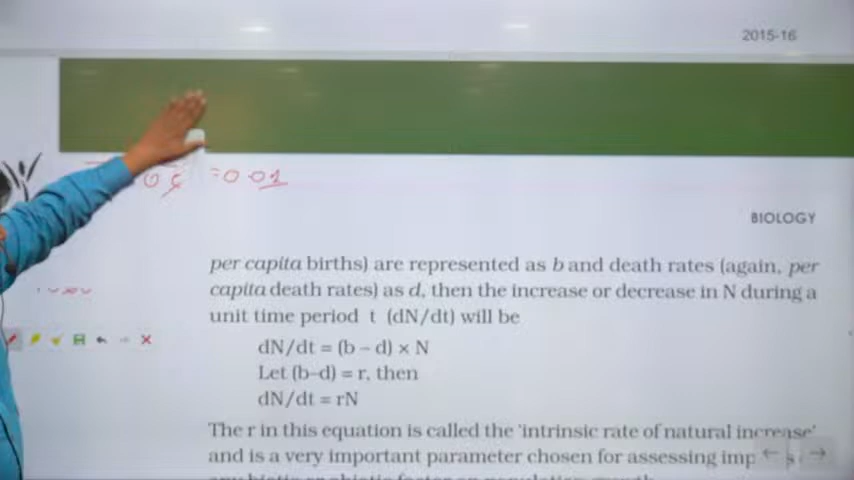 2015-16
= 0.01
BIOLOGY
per capita births) are represented as b and death rates (again, per
capita death rates) as d, then the increase or decrease in N during a
unit time period t (dN/dt) will be
dN/dt = (b – d) × N
Let (b–d) = r, then
dN/dt = rN
The r in this equation is called the 'intrinsic rate of natural increase'
and is a very important parameter chosen for assessing